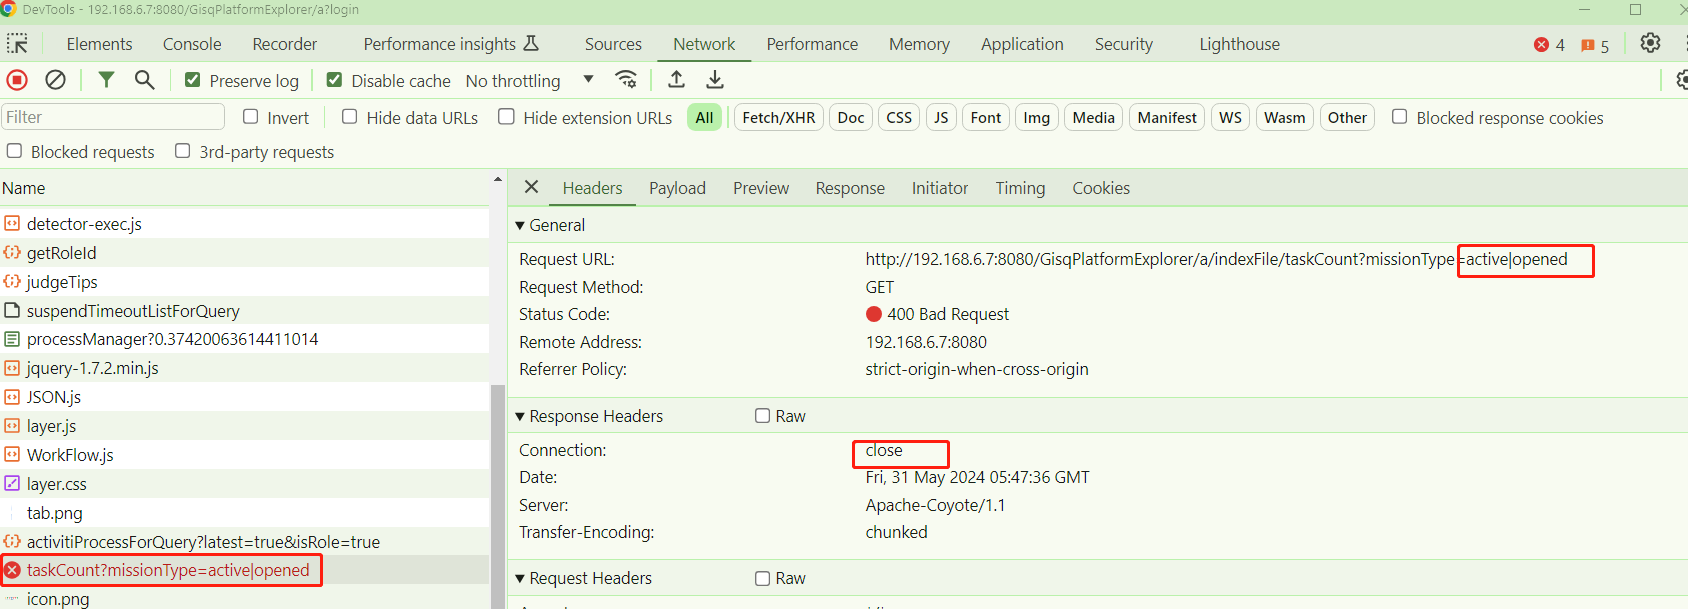 DevTools - 192.168.6.7:8080/GisqPlatformExplorer/a?login
Elements Console Recorder Performance insights Sources Network Performance Memory Application Security Lighthouse 4 5
Preserve log Disable cache No throttling
Filter Invert Hide data URLs Hide extension URLs All Fetch/XHR Doc CSS JS Font Img Media Manifest WS Wasm Other Blocked response cookies
Blocked requests 3rd-party requests
Name
detector-exec.js
getRoleId
judgeTips
suspendTimeoutListForQuery
processManager?0.37420063614411014
jquery-1.7.2.min.js
JSON.js
layer.js
WorkFlow.js
layer.css
tab.png
activitiProcessForQuery?latest=true&isRole=true
taskCount?missionType=active|opened
icon.png
Headers Payload Preview Response Initiator Timing Cookies
General
Request URL: http://192.168.6.7:8080/GisqPlatformExplorer/a/indexFile/taskCount?missionType=active|opened
Request Method: GET
Status Code: 400 Bad Request
Remote Address: 192.168.6.7:8080
Referrer Policy: strict-origin-when-cross-origin
Response Headers Raw
Connection: close
Date: Fri, 31 May 2024 05:47:36 GMT
Server: Apache-Coyote/1.1
Transfer-Encoding: chunked
Request Headers Raw